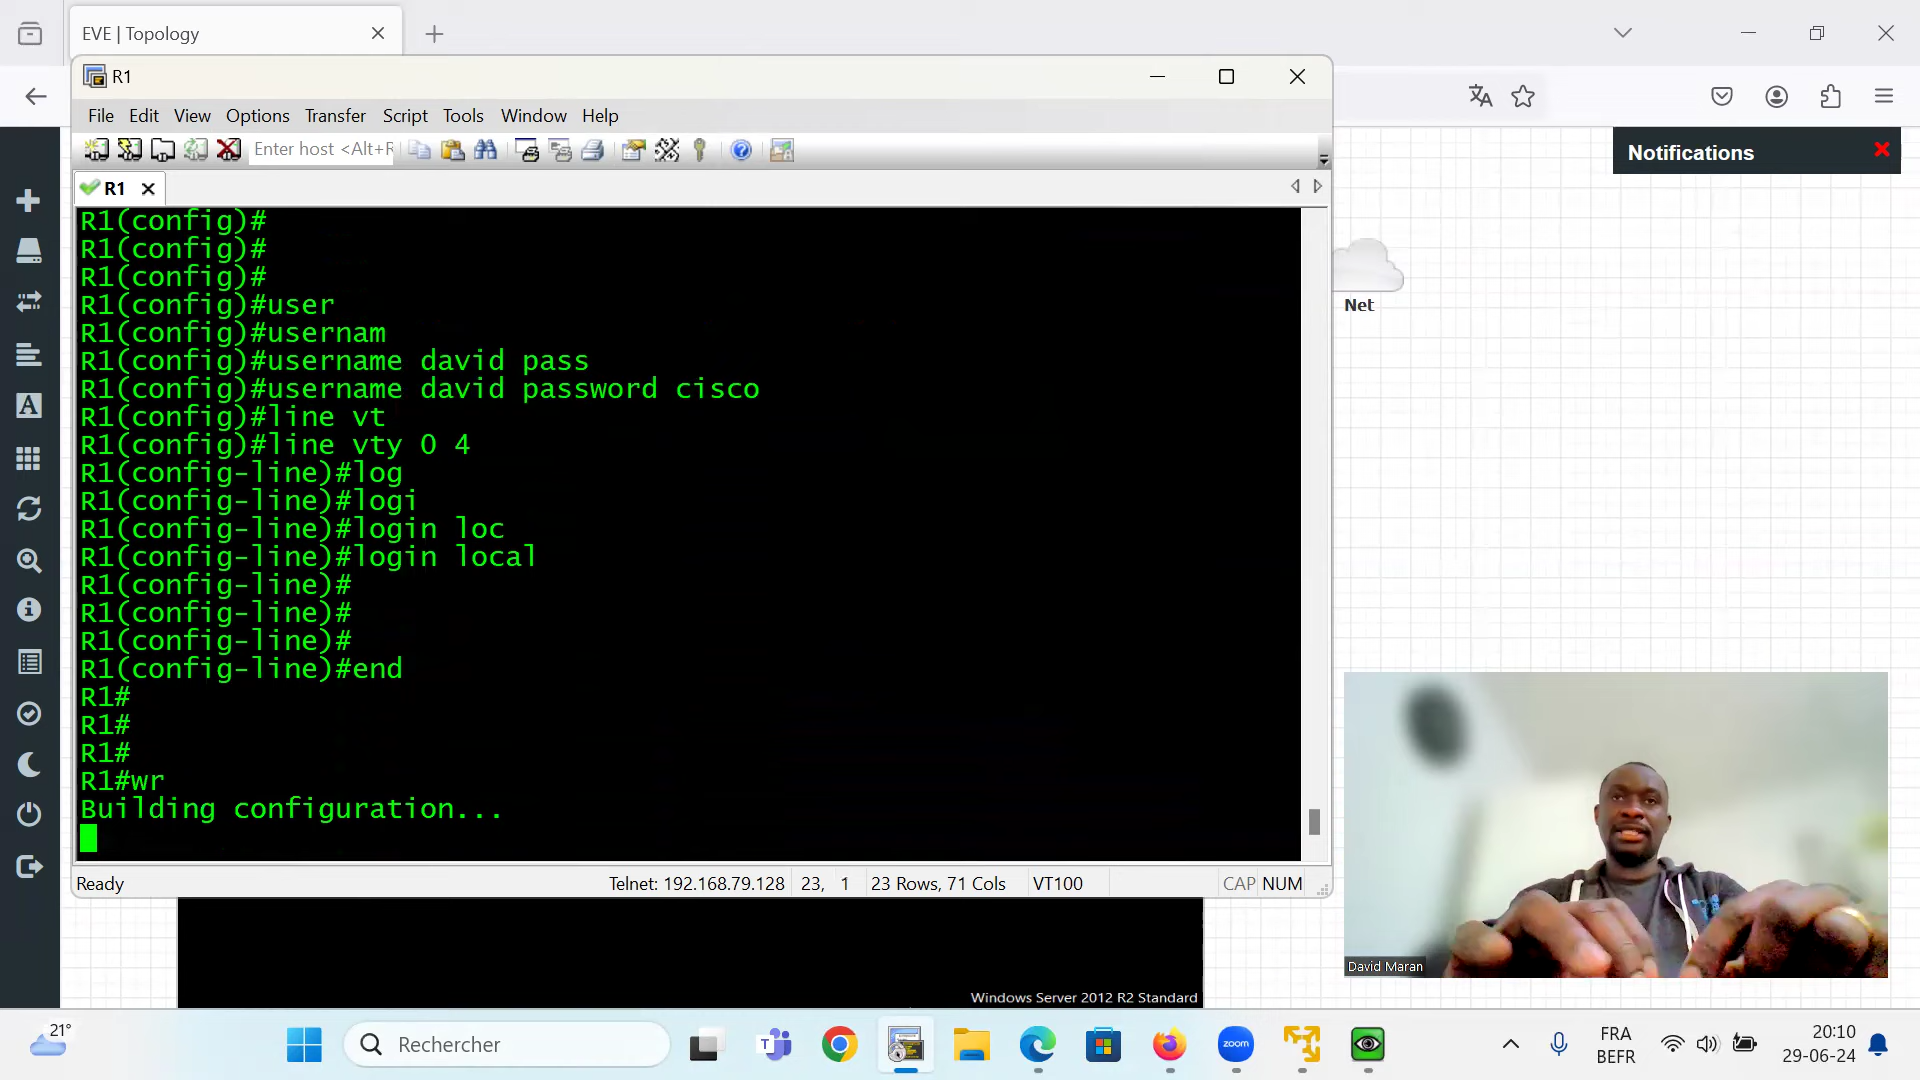 EVE | Topology
R1
File Edit View Options Transfer Script Tools Window Help
Enter host <Alt+R
R1
Notifications
R1(config)#
R1(config)#
R1(config)#
R1(config)#user
R1(config)#usernam
R1(config)#username david pass
R1(config)#username david password cisco
R1(config)#line vt
R1(config)#line vty 0 4
R1(config-line)#log
R1(config-line)#logi
R1(config-line)#login loc
R1(config-line)#login local
R1(config-line)#
R1(config-line)#
R1(config-line)#
R1(config-line)#end
R1#
R1#
R1#
R1#wr
Building configuration...
Net
Ready Telnet: 192.168.79.128 23, 1 23 Rows, 71 Cols VT100 CAP NUM
David Maran
Windows Server 2012 R2 Standard
21°
Rechercher
zoom
FRA
BEFR
20:10
29-06-24